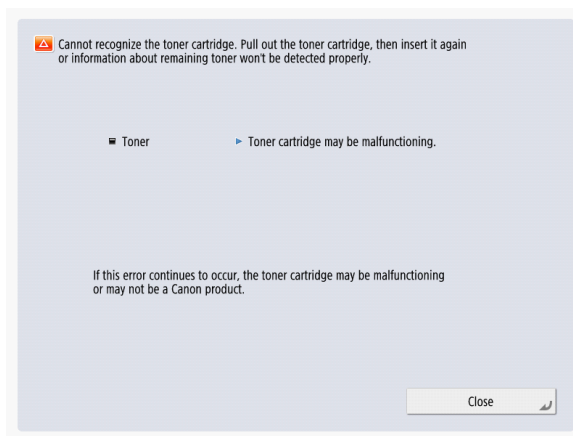 Cannot recognize the toner cartridge. Pull out the toner cartridge, then insert it again
or information about remaining toner won't be detected properly.
Toner
Toner cartridge may be malfunctioning.
If this error continues to occur, the toner cartridge may be malfunctioning
or may not be a Canon product.
Close